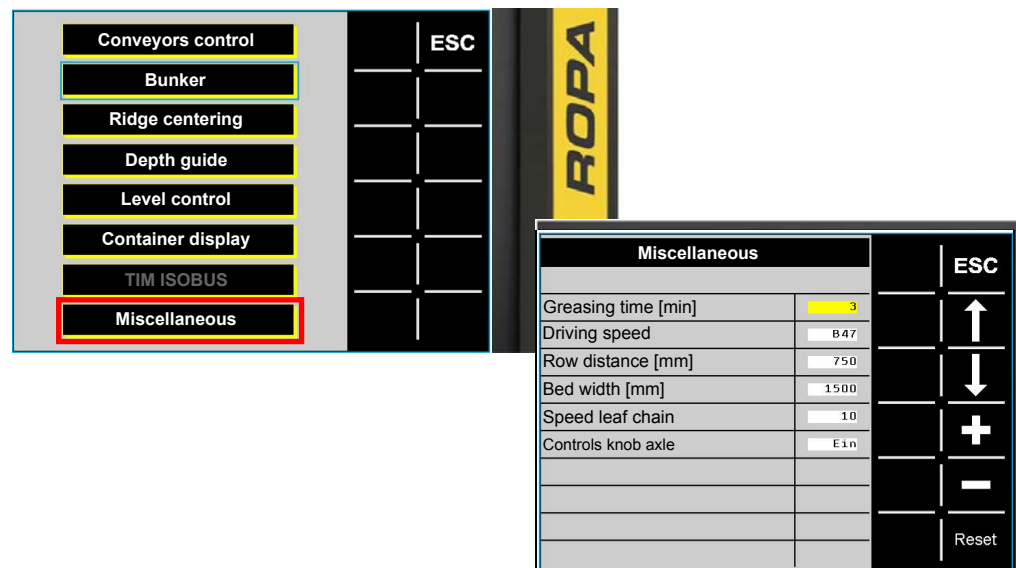 Conveyors control
ESC
Bunker
Ridge centering
Depth guide
Level control
Container display
TIM ISOBUS
Miscellaneous
ROPA
Miscellaneous
ESC
Greasing time [min] 3
Driving speed B47
Row distance [mm] 750
Bed width [mm] 1500
Speed leaf chain 10
Controls knob axle Ein
Reset